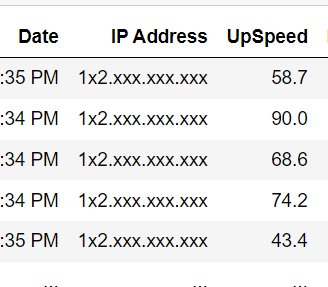 Date IP Address UpSpeed
:35 PM 1x2.xxx.xxx.xxx 58.7
:34 PM 1x2.xxx.xxx.xxx 90.0
:34 PM 1x2.xxx.xxx.xxx 68.6
:34 PM 1x2.xxx.xxx.xxx 74.2
:35 PM 1x2.xxx.xxx.xxx 43.4
... ... ...